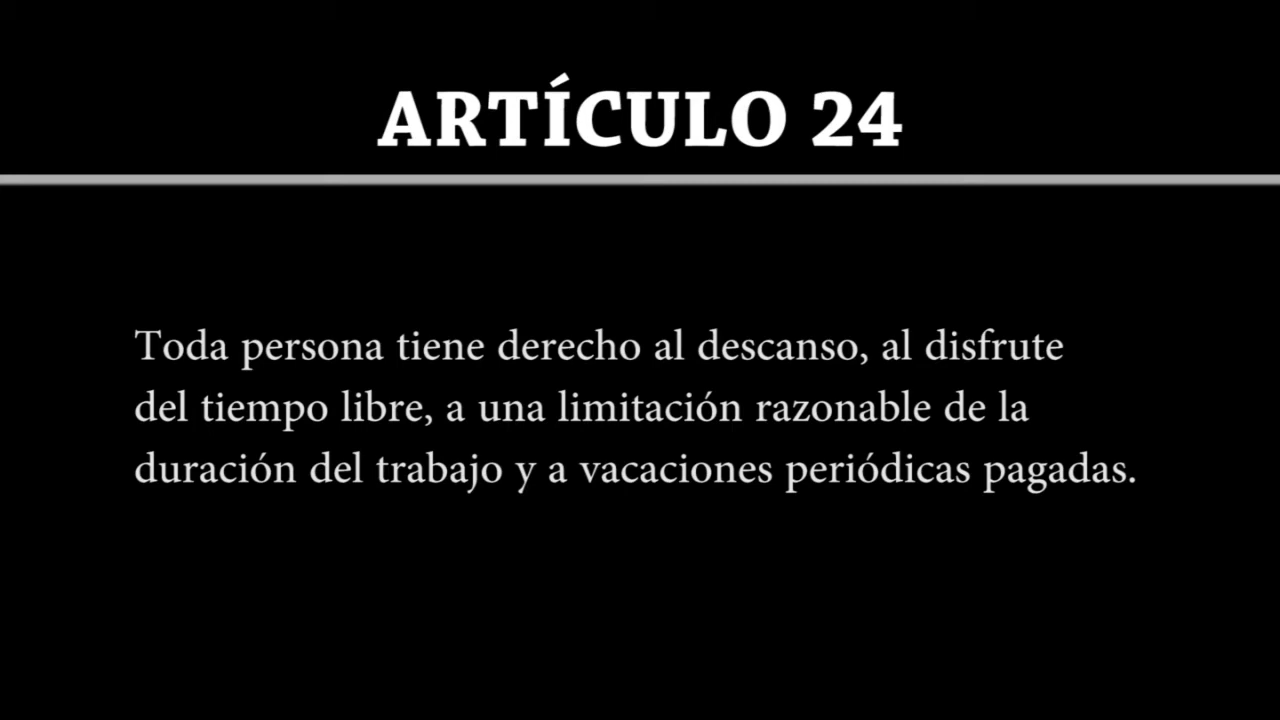 ARTÍCULO 24
Toda persona tiene derecho al descanso, al disfrute
del tiempo libre, a una limitación razonable de la
duración del trabajo y a vacaciones periódicas pagadas.